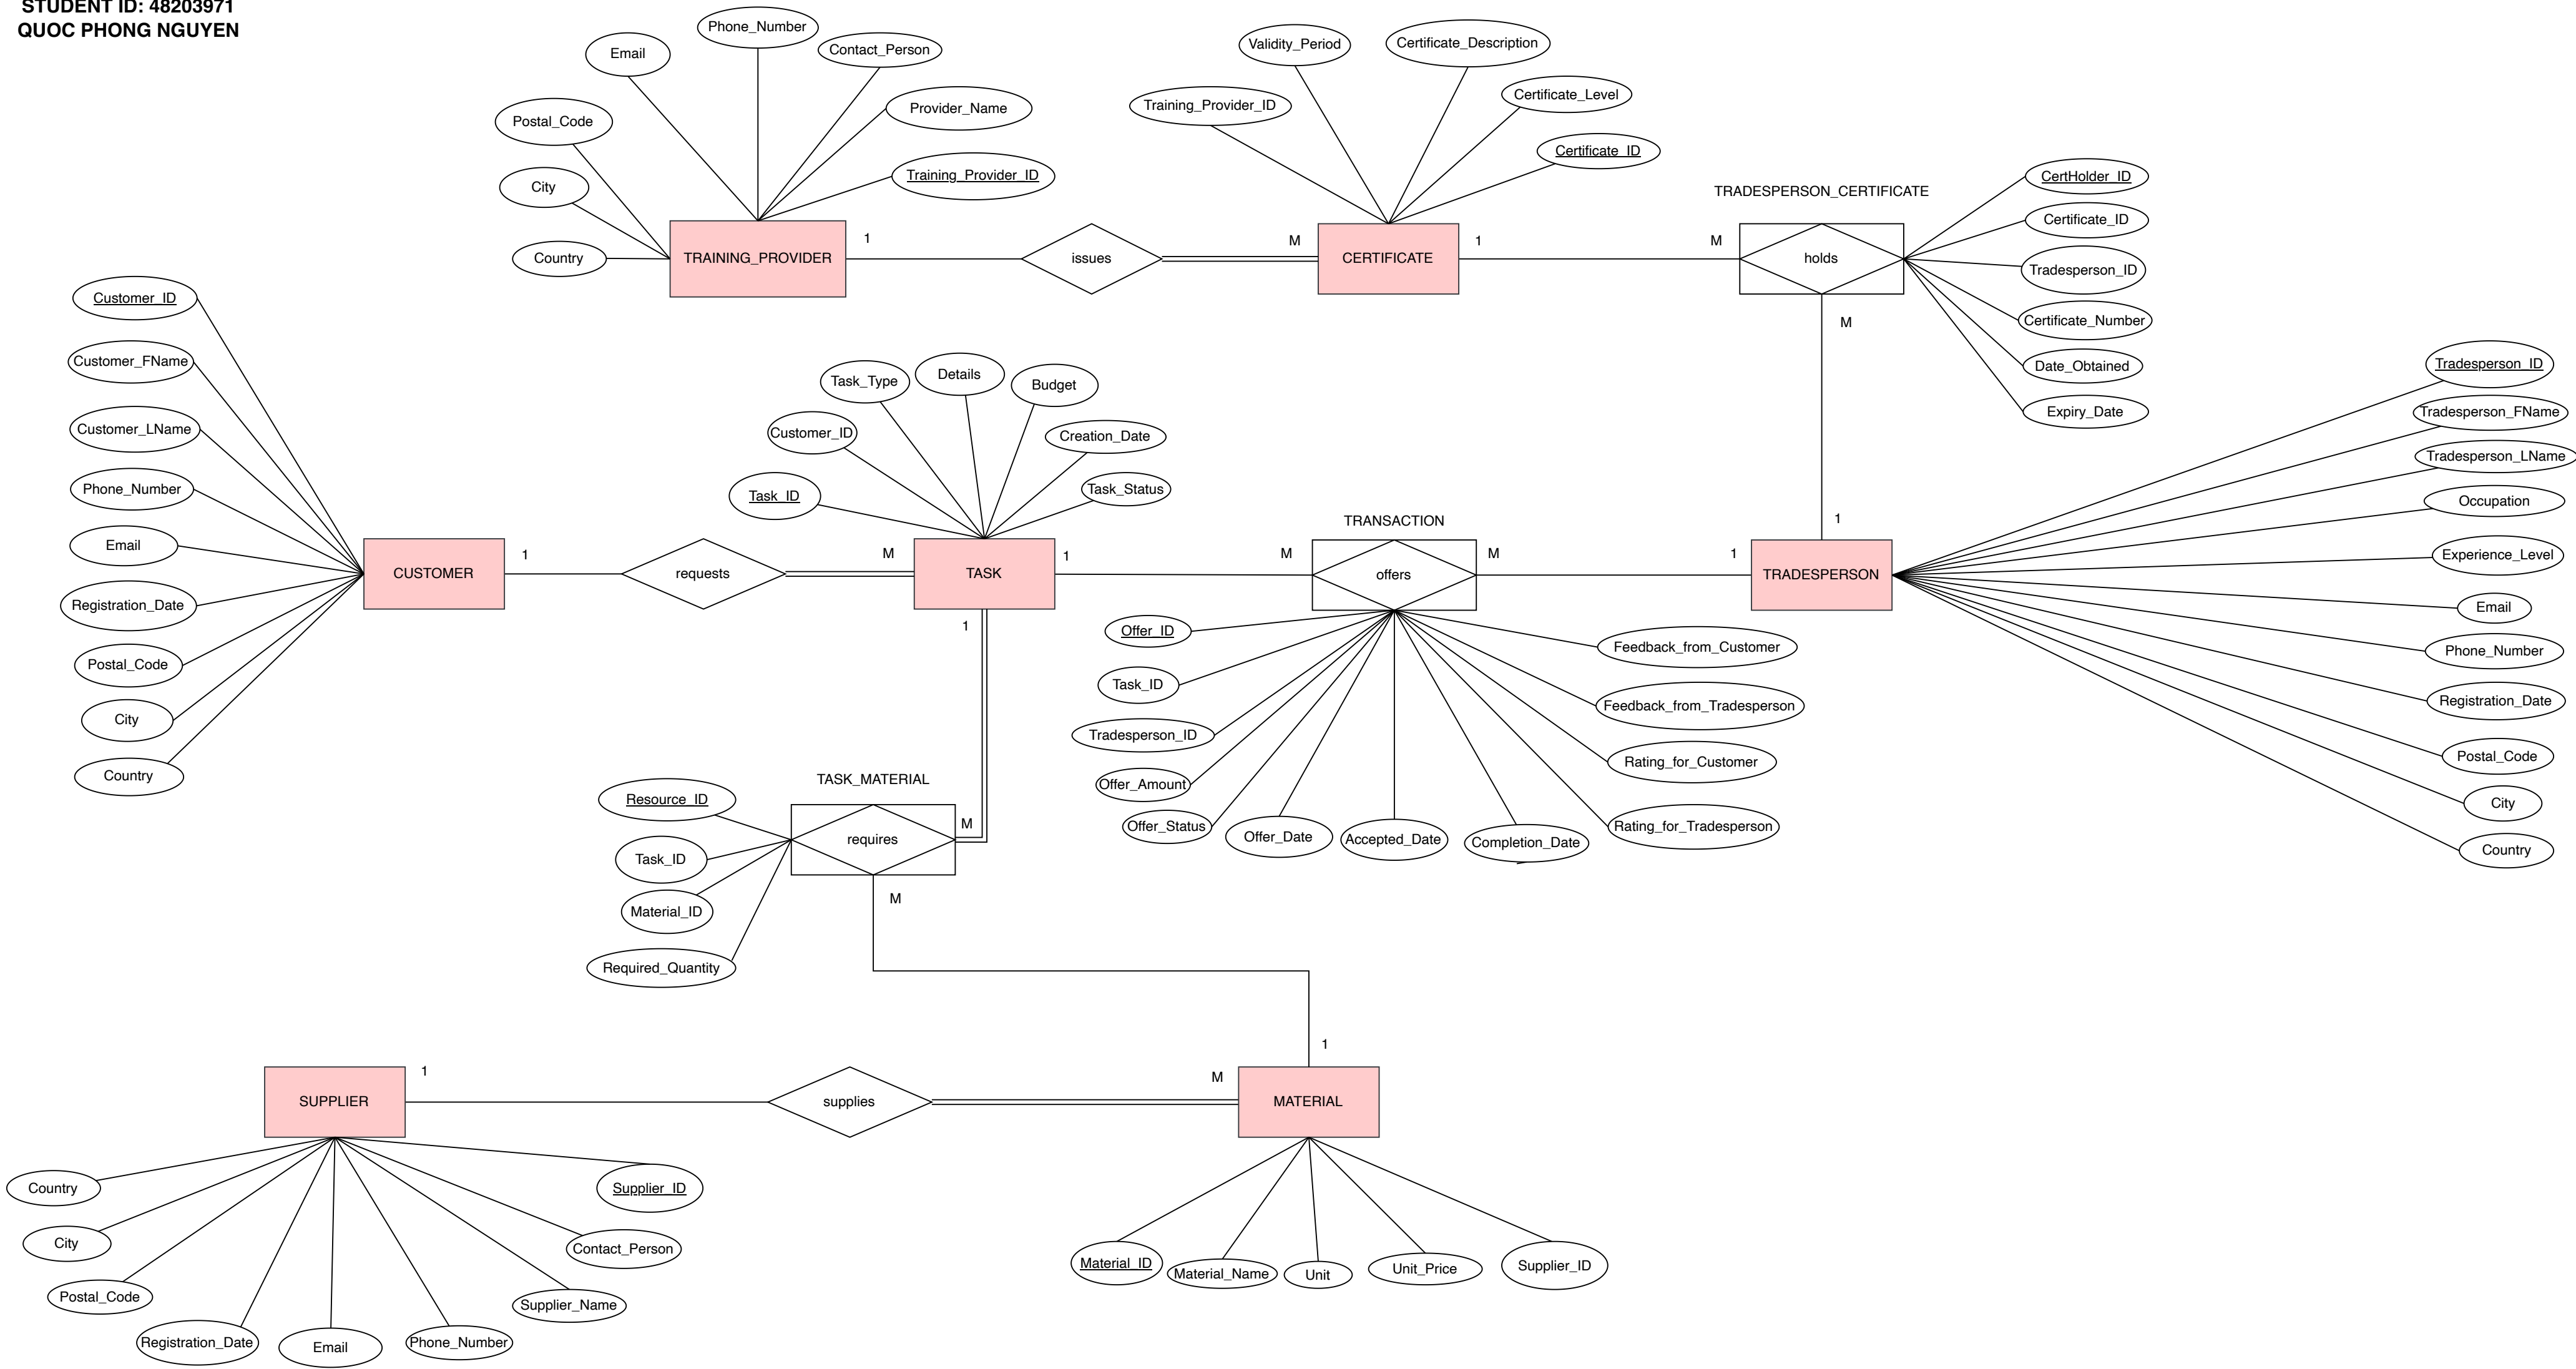 STUDENT ID: 48203971
QUOC PHONG NGUYEN
Phone_Number
Email
Contact_Person
Provider_Name
Postal_Code
Training_Provider_ID
City
Country
TRAINING_PROVIDER
1
issues
M
Validity_Period
Certificate_Description
Training_Provider_ID
Certificate_Level
Certificate_ID
CERTIFICATE
1
M
TRADESPERSON_CERTIFICATE
holds
M
CertHolder_ID
Certificate_ID
Tradesperson_ID
Certificate_Number
Date_Obtained
Expiry_Date
Customer_ID
Customer_FName
Customer_LName
Phone_Number
Email
Registration_Date
Postal_Code
City
Country
CUSTOMER
1
requests
M
Task_Type
Details
Budget
Customer_ID
Creation_Date
Task_ID
Task_Status
TASK
1
1
M
TRANSACTION
offers
M
1
1
TRADESPERSON
Tradesperson_ID
Tradesperson_FName
Tradesperson_LName
Occupation
Experience_Level
Email
Phone_Number
Registration_Date
Postal_Code
City
Country
Offer_ID
Task_ID
Tradesperson_ID
Offer_Amount
Offer_Status
Offer_Date
Accepted_Date
Completion_Date
Rating_for_Tradesperson
Rating_for_Customer
Feedback_from_Tradesperson
Feedback_from_Customer
TASK_MATERIAL
requires
M
M
Resource_ID
Task_ID
Material_ID
Required_Quantity
1
SUPPLIER
1
supplies
M
MATERIAL
Country
City
Postal_Code
Registration_Date
Email
Phone_Number
Supplier_Name
Contact_Person
Supplier_ID
Material_ID
Material_Name
Unit
Unit_Price
Supplier_ID